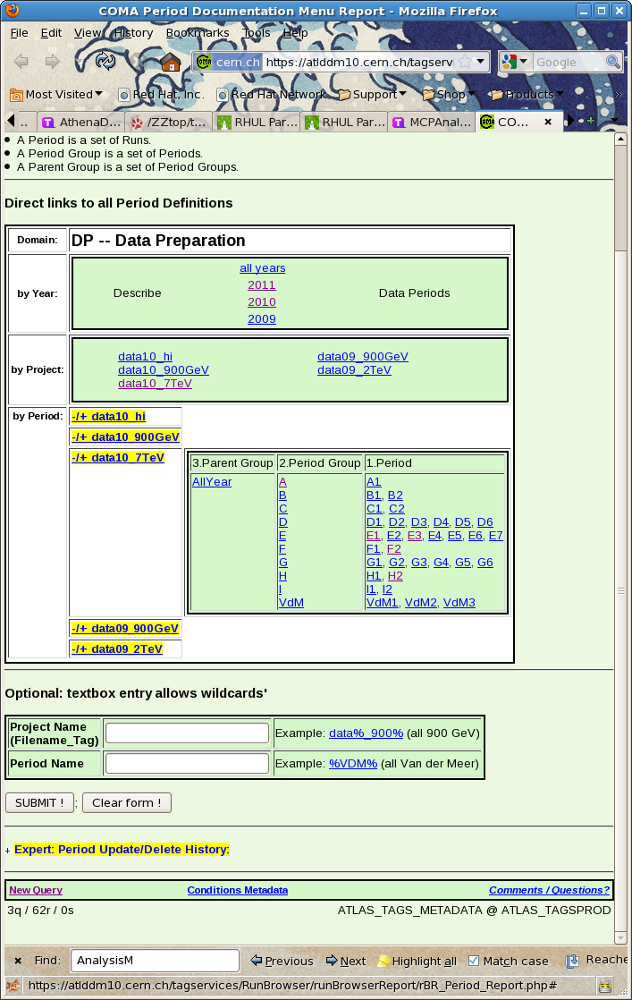 COMA Period Documentation Menu Report - Mozilla Firefox
File Edit View History Bookmarks Tools Help
COMA cern.ch https://atlddm10.cern.ch/tagservi Google
Most Visited Red Hat, Inc. Red Hat Network Support Shop Products »
.. AthenaD... /ZZtop/t... RHUL Par... RHUL Par... MCPAnal... COMA CO...
A Period is a set of Runs.
A Period Group is a set of Periods.
A Parent Group is a set of Period Groups.
Direct links to all Period Definitions
Domain: DP -- Data Preparation
by Year: Describe all years Data Periods
2011
2010
2009
by Project: data10_hi data09_900GeV
data10_900GeV data09_2TeV
data10_7TeV
by Period: -/+ data10_hi
-/+ data10_900GeV
-/+ data10_7TeV 3.Parent Group 2.Period Group 1.Period
AllYear A A1
B B1, B2
C C1, C2
D D1, D2, D3, D4, D5, D6
E E1, E2, E3, E4, E5, E6, E7
F F1, F2
G G1, G2, G3, G4, G5, G6
H H1, H2
I I1, I2
VdM VdM1, VdM2, VdM3
-/+ data09_900GeV
-/+ data09_2TeV
Optional: textbox entry allows wildcards'
Project Name
(Filename_Tag) Example: data%_900% (all 900 GeV)
Period Name Example: %VDM% (all Van der Meer)
SUBMIT ! ; Clear form !
+ Expert: Period Update/Delete History:
New Query Conditions Metadata Comments / Questions?
3q / 62r / 0s ATLAS_TAGS_METADATA @ ATLAS_TAGSPROD
Find: AnalysisM Previous Next Highlight all Match case Reache
https://atlddm10.cern.ch/tagservices/RunBrowser/runBrowserReport/rBR_Period_Report.php#